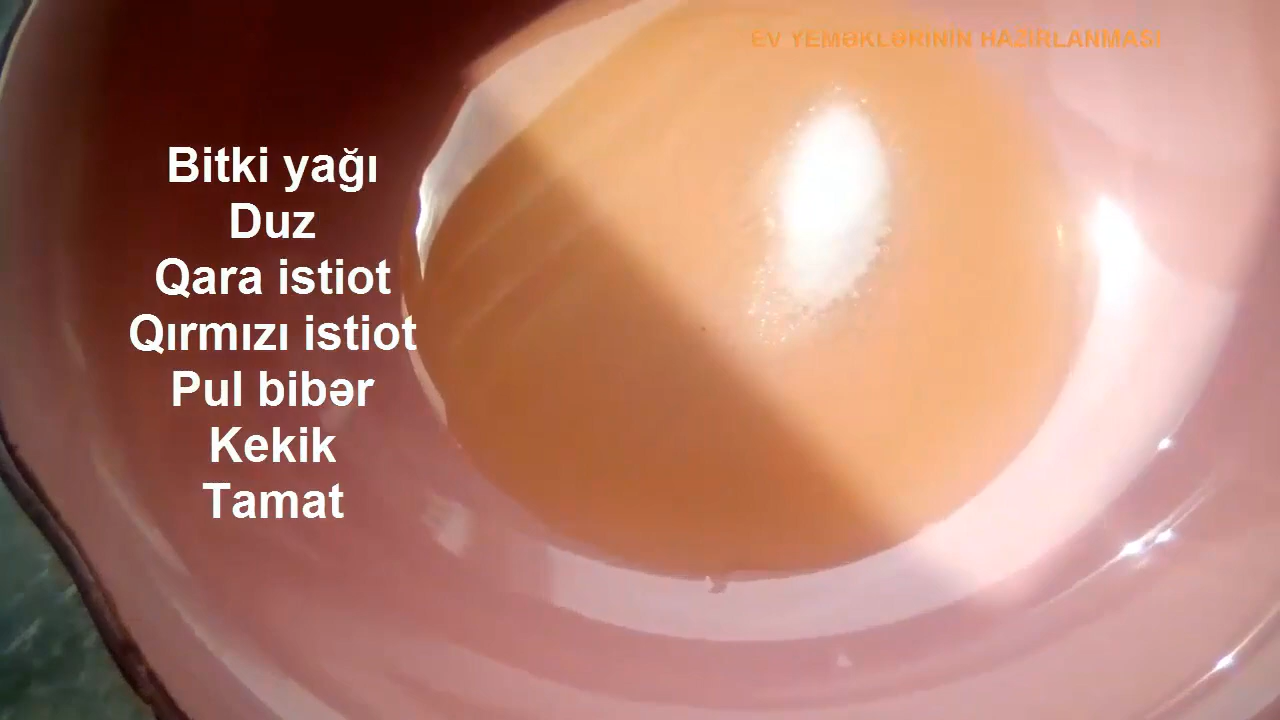 EV YEMƏKLƏRİNİN HAZIRLANMASI
Bitki yağı
Duz
Qara istiot
Qırmızı istiot
Pul bibər
Kekik
Tamat